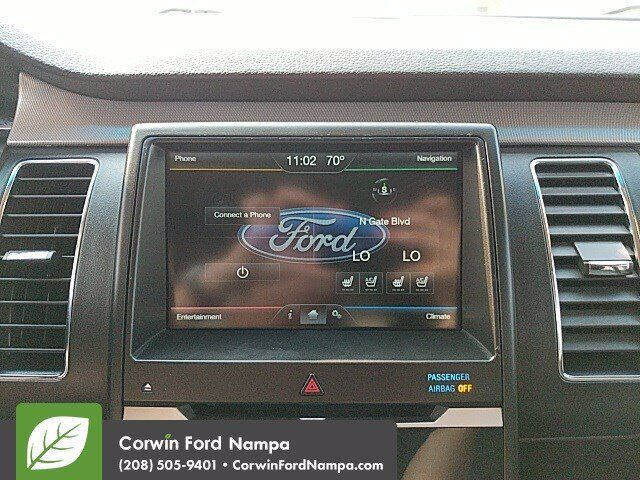 Phone
11:02 70°
Navigation
S
Connect a Phone
N Gate Blvd
Ford
LO LO
Entertainment
i
Climate
PASSENGER
AIRBAG OFF
Corwin Ford Nampa
(208) 505-9401 • CorwinFordNampa.com